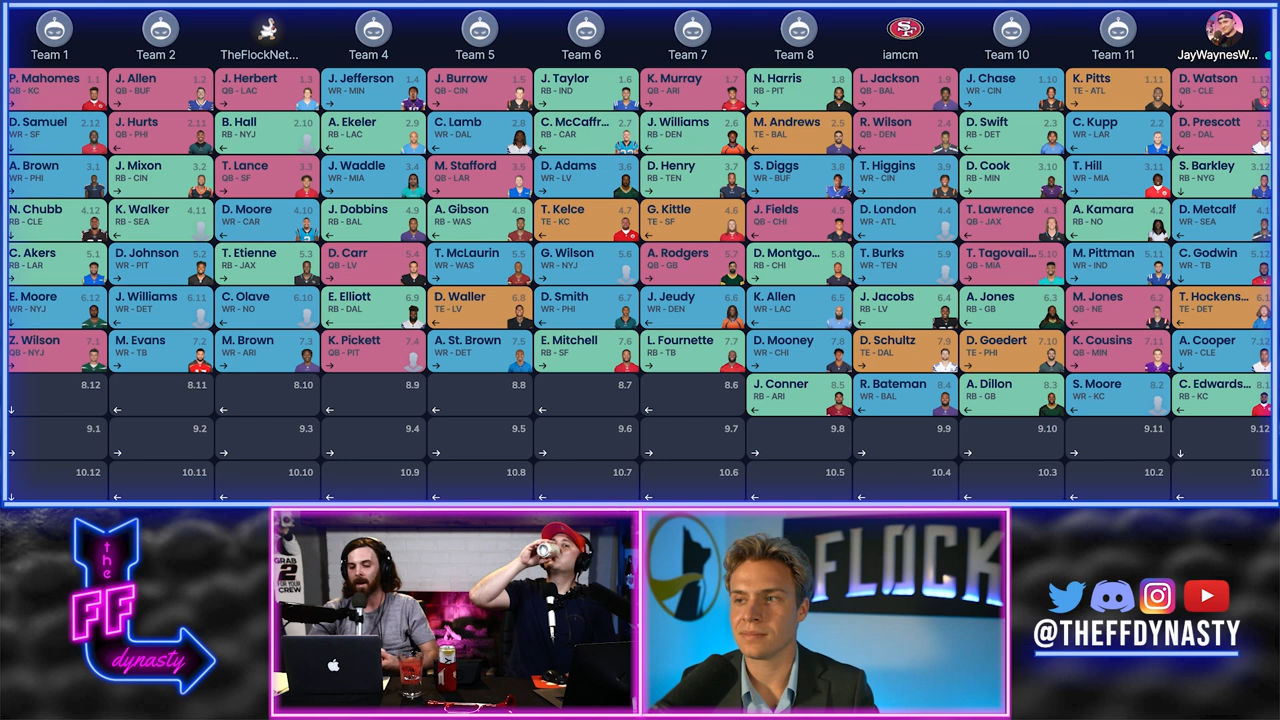 Team 1
Team 2
TheFlockNet...
Team 4
Team 5
Team 6
Team 7
Team 8
iamcm
Team 10
Team 11
JayWaynesW...
P. Mahomes 1.1 J. Allen 1.2 J. Herbert 1.3 J. Jefferson 1.4 J. Burrow 1.5 J. Taylor 1.6 K. Murray 1.7 N. Harris 1.8 L. Jackson 1.9 J. Chase 1.10 K. Pitts 1.11 D. Watson 1.12
QB - KC QB - BUF QB - LAC WR - MIN QB - CIN RB - IND QB - ARI RB - PIT QB - BAL WR - CIN TE - ATL QB - CLE
D. Samuel 2.12 J. Hurts 2.11 B. Hall 2.10 A. Ekeler 2.9 C. Lamb 2.8 C. McCaffr... 2.7 J. Williams 2.6 M. Andrews 2.5 R. Wilson 2.4 D. Swift 2.3 C. Kupp 2.2 D. Prescott 2.1
WR - SF QB - PHI RB - NYJ RB - LAC WR - DAL RB - CAR RB - DEN TE - BAL QB - DEN RB - DET WR - LAR QB - DAL
A. Brown 3.1 J. Mixon 3.2 T. Lance 3.3 J. Waddle 3.4 M. Stafford 3.5 D. Adams 3.6 D. Henry 3.7 S. Diggs 3.8 T. Higgins 3.9 D. Cook 3.10 T. Hill 3.11 S. Barkley 3.12
WR - PHI RB - CIN QB - SF WR - MIA QB - LAR WR - LV RB - TEN WR - BUF WR - CIN RB - MIN WR - MIA RB - NYG
N. Chubb 4.12 K. Walker 4.11 D. Moore 4.10 J. Dobbins 4.9 A. Gibson 4.8 T. Kelce 4.7 G. Kittle 4.6 J. Fields 4.5 D. London 4.4 T. Lawrence 4.3 A. Kamara 4.2 D. Metcalf 4.1
RB - CLE RB - SEA WR - CAR RB - BAL RB - WAS TE - KC TE - SF QB - CHI WR - ATL QB - JAX RB - NO WR - SEA
C. Akers 5.1 D. Johnson 5.2 T. Etienne 5.3 D. Carr 5.4 T. McLaurin 5.5 G. Wilson 5.6 A. Rodgers 5.7 D. Montgo... 5.8 T. Burks 5.9 T. Tagovail... 5.10 M. Pittman 5.11 C. Godwin 5.12
RB - LAR WR - PIT RB - JAX QB - LV WR - WAS WR - NYJ QB - GB RB - CHI WR - TEN QB - MIA WR - IND WR - TB
E. Moore 6.12 J. Williams 6.11 C. Olave 6.10 E. Elliott 6.9 D. Waller 6.8 D. Smith 6.7 J. Jeudy 6.6 K. Allen 6.5 J. Jacobs 6.4 A. Jones 6.3 M. Jones 6.2 T. Hockens... 6.1
WR - NYJ WR - DET WR - NO RB - DAL TE - LV WR - PHI WR - DEN WR - LAC RB - LV RB - GB QB - NE TE - DET
Z. Wilson 7.1 M. Evans 7.2 M. Brown 7.3 K. Pickett 7.4 A. St. Brown 7.5 E. Mitchell 7.6 L. Fournette 7.7 D. Mooney 7.8 D. Schultz 7.9 D. Goedert 7.10 K. Cousins 7.11 A. Cooper 7.12
QB - NYJ WR - TB WR - ARI QB - PIT WR - DET RB - SF RB - TB WR - CHI TE - DAL TE - PHI QB - MIN WR - CLE
8.12 8.11 8.10 8.9 8.8 8.7 8.6 J. Conner 8.5 R. Bateman 8.4 A. Dillon 8.3 S. Moore 8.2 C. Edwards... 8.1
RB - ARI WR - BAL RB - GB WR - KC RB - KC
9.1 9.2 9.3 9.4 9.5 9.6 9.7 9.8 9.9 9.10 9.11 9.12
10.12 10.11 10.10 10.9 10.8 10.7 10.6 10.5 10.4 10.3 10.2 10.1
the
FF
dynasty
GRAB
2
FOR YOUR
CREW
FLOCK
@THEFFDYNASTY